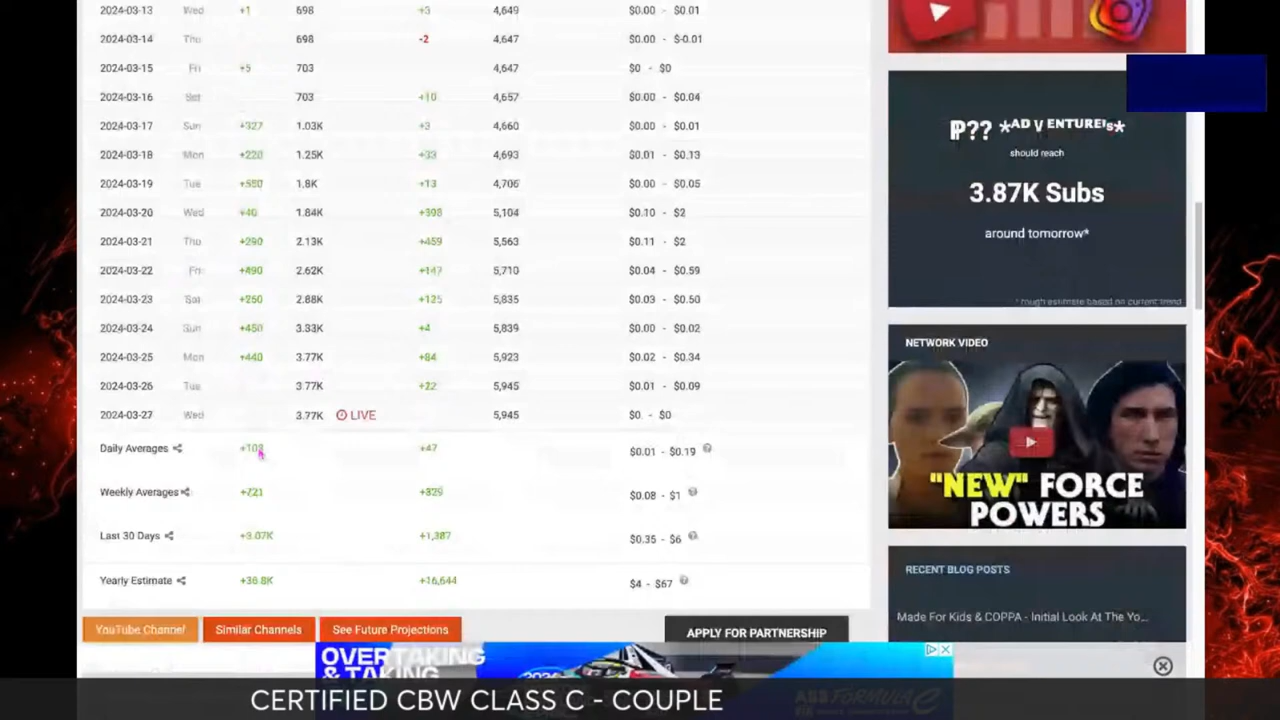 2024-03-13 Wed +1 698 +3 4,649 $0.00 - $0.01
2024-03-14 Thu 698 -2 4,647 $0.00 - $-0.01
2024-03-15 Fri +5 703 4,647 $0 - $0
2024-03-16 Sat 703 +10 4,657 $0.00 - $0.04
2024-03-17 Sun +327 1.03K +3 4,660 $0.00 - $0.01
2024-03-18 Mon +220 1.25K +33 4,693 $0.01 - $0.13
2024-03-19 Tue +550 1.8K +13 4,706 $0.00 - $0.05
2024-03-20 Wed +40 1.84K +398 5,104 $0.10 - $2
2024-03-21 Thu +290 2.13K +459 5,563 $0.11 - $2
2024-03-22 Fri +490 2.62K +147 5,710 $0.04 - $0.59
2024-03-23 Sat +260 2.88K +125 5,835 $0.03 - $0.50
2024-03-24 Sun +450 3.33K +4 5,839 $0.00 - $0.02
2024-03-25 Mon +440 3.77K +84 5,923 $0.02 - $0.34
2024-03-26 Tue 3.77K +22 5,945 $0.01 - $0.09
2024-03-27 Wed 3.77K LIVE 5,945 $0 - $0
Daily Averages +47 $0.01 - $0.19
Weekly Averages +721 +329 $0.08 - $1
Last 30 Days +3.07K +1,387 $0.35 - $6
Yearly Estimate +36.8K +16,644 $4 - $67
YouTube Channel Similar Channels See Future Projections APPLY FOR PARTNERSHIP
₱?? *ᴬᴰ ⱽ ᴱᴺᵀᵁᴿᴱᴵˢ*
should reach
3.87K Subs
around tomorrow*
* rough estimate based on current trend
NETWORK VIDEO
"NEW" FORCE
POWERS
RECENT BLOG POSTS
Made For Kids & COPPA - Initial Look At The Yo...
OVERTAKING
& TAKING
2024
ABB FORMULA E
CERTIFIED CBW CLASS C - COUPLE